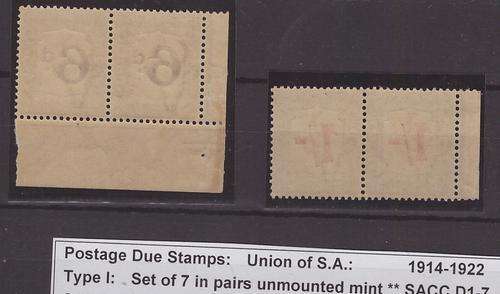 Postage Due Stamps: Union of S.A.: 1914-1922
Type I: Set of 7 in pairs unmounted mint ** SACC D1-7